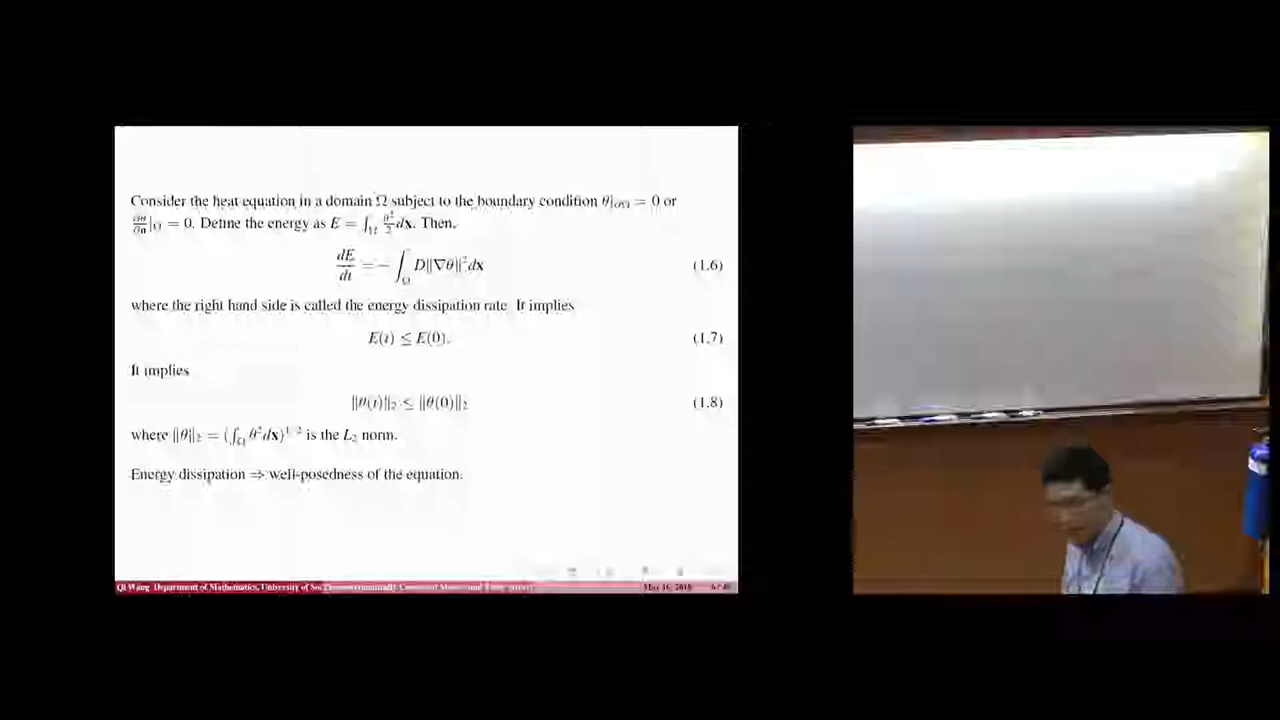 Consider the heat equation in a domain Ω subject to the boundary condition θ|∂Ω = 0 or
∂θ/∂n|Ω = 0. Define the energy as E = ∫Ω θ²/2 dx. Then,
dE/dt = − ∫Ω D‖∇θ‖² dx (1.6)
where the right hand side is called the energy dissipation rate. It implies
E(t) ≤ E(0). (1.7)
It implies
‖θ(t)‖₂ ≤ ‖θ(0)‖₂ (1.8)
where ‖θ‖₂ = (∫Ω θ² dx)^1/2 is the L₂ norm.
Energy dissipation ⇒ well-posedness of the equation.
Qi Wang Department of Mathematics, University of